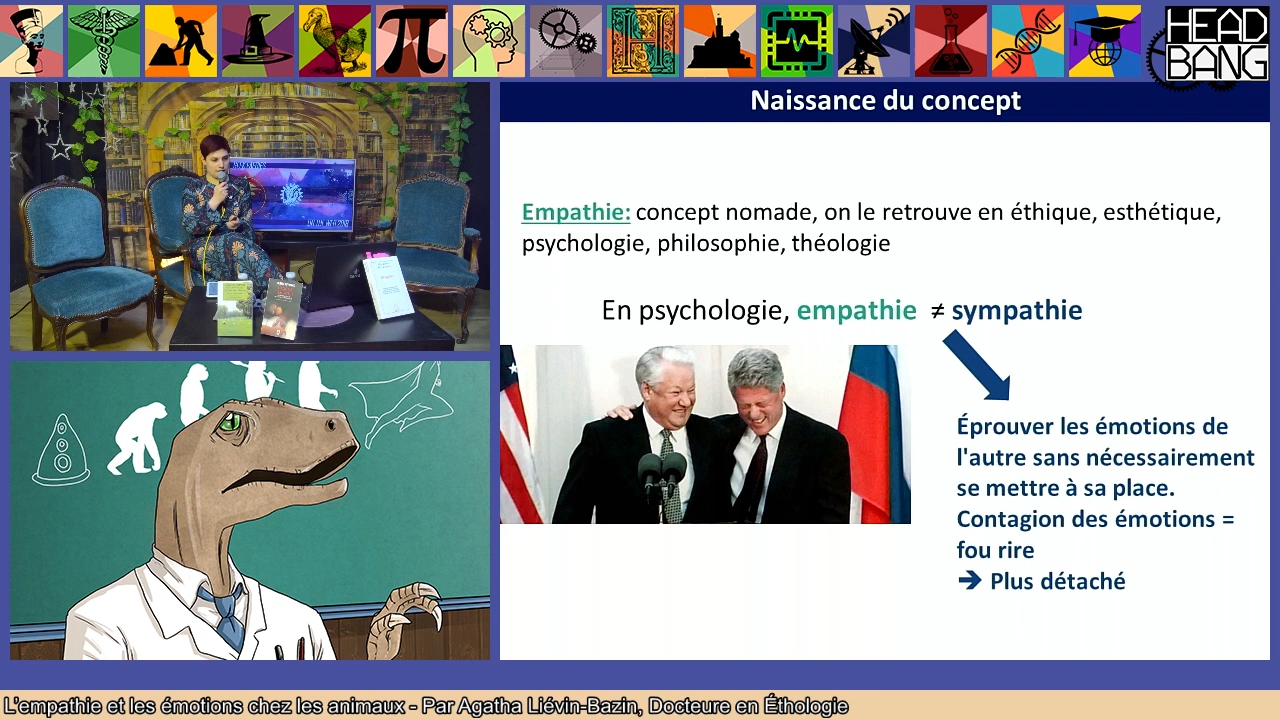 HEAD
BANG
Naissance du concept
Empathie: concept nomade, on le retrouve en éthique, esthétique,
psychologie, philosophie, théologie
En psychologie, empathie ≠ sympathie
Éprouver les émotions de
l'autre sans nécessairement
se mettre à sa place.
Contagion des émotions =
fou rire
➔ Plus détaché
L'empathie et les émotions chez les animaux - Par Agatha Liévin-Bazin, Docteure en Éthologie